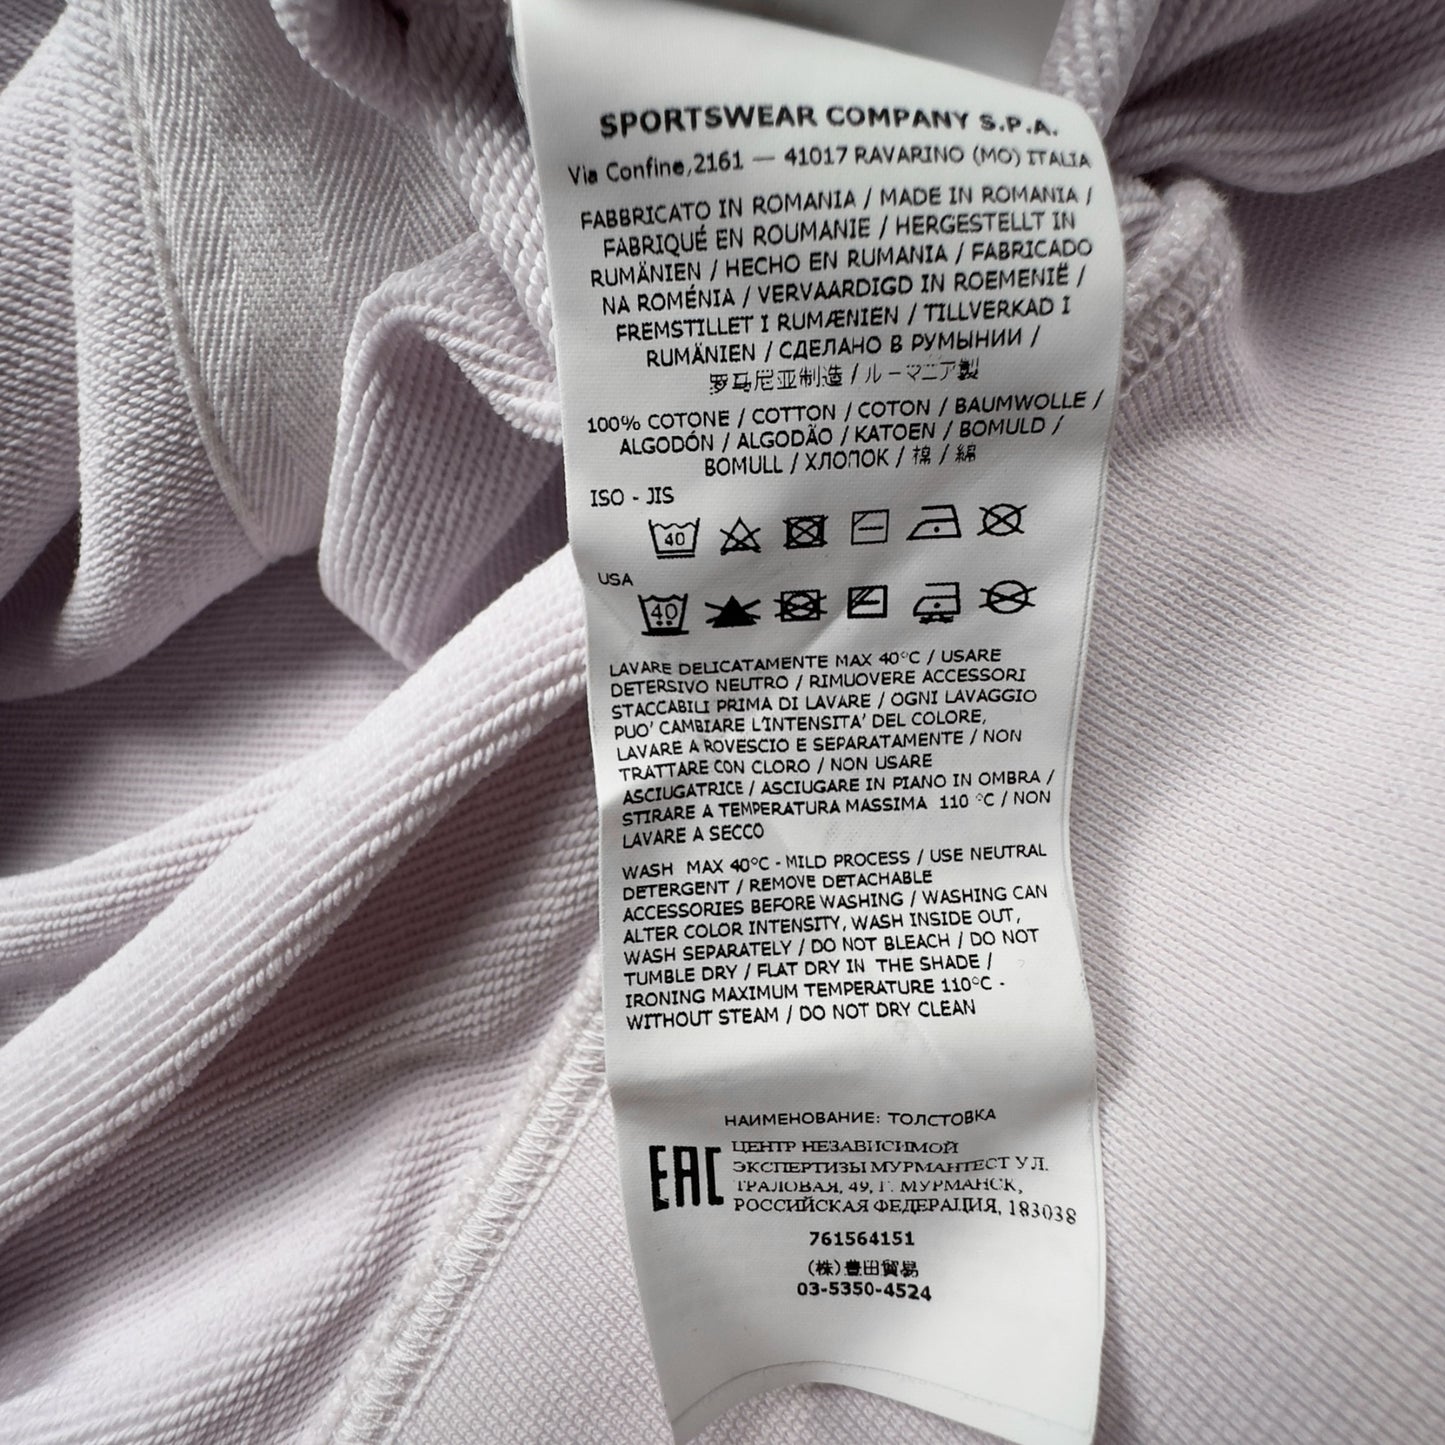 SPORTSWEAR COMPANY S.P.A.
Via Confine,2161 — 41017 RAVARINO (MO) ITALIA
FABBRICATO IN ROMANIA / MADE IN ROMANIA /
FABRIQUÉ EN ROUMANIE / HERGESTELLT IN
RUMÄNIEN / HECHO EN RUMANIA / FABRICADO
NA ROMÉNIA / VERVAARDIGD IN ROEMENIË /
FREMSTILLET I RUMÆNIEN / TILLVERKAD I
RUMÄNIEN / СДЕЛАНО В РУМЫНИИ /
罗马尼亚制造 / ルーマニア製
100% COTONE / COTTON / COTON / BAUMWOLLE /
ALGODÓN / ALGODÃO / KATOEN / BOMULD /
BOMULL / ХЛОПОК / 棉 / 綿
ISO - JIS
40
USA
40
LAVARE DELICATAMENTE MAX 40°C / USARE
DETERSIVO NEUTRO / RIMUOVERE ACCESSORI
STACCABILI PRIMA DI LAVARE / OGNI LAVAGGIO
PUO' CAMBIARE L'INTENSITA' DEL COLORE,
LAVARE A ROVESCIO E SEPARATAMENTE / NON
TRATTARE CON CLORO / NON USARE
ASCIUGATRICE / ASCIUGARE IN PIANO IN OMBRA /
STIRARE A TEMPERATURA MASSIMA 110 °C / NON
LAVARE A SECCO
WASH MAX 40°C - MILD PROCESS / USE NEUTRAL
DETERGENT / REMOVE DETACHABLE
ACCESSORIES BEFORE WASHING / WASHING CAN
ALTER COLOR INTENSITY, WASH INSIDE OUT,
WASH SEPARATELY / DO NOT BLEACH / DO NOT
TUMBLE DRY / FLAT DRY IN THE SHADE /
IRONING MAXIMUM TEMPERATURE 110°C -
WITHOUT STEAM / DO NOT DRY CLEAN
НАИМЕНОВАНИЕ: ТОЛСТОВКА
EAC
ЦЕНТР НЕЗАВИСИМОЙ
ЭКСПЕРТИЗЫ МУРМАНТЕСТ УЛ.
ТРАЛОВАЯ, 49, Г. МУРМАНСК,
РОССИЙСКАЯ ФЕДЕРАЦИЯ, 183038
761564151
(株)豊田貿易
03-5350-4524